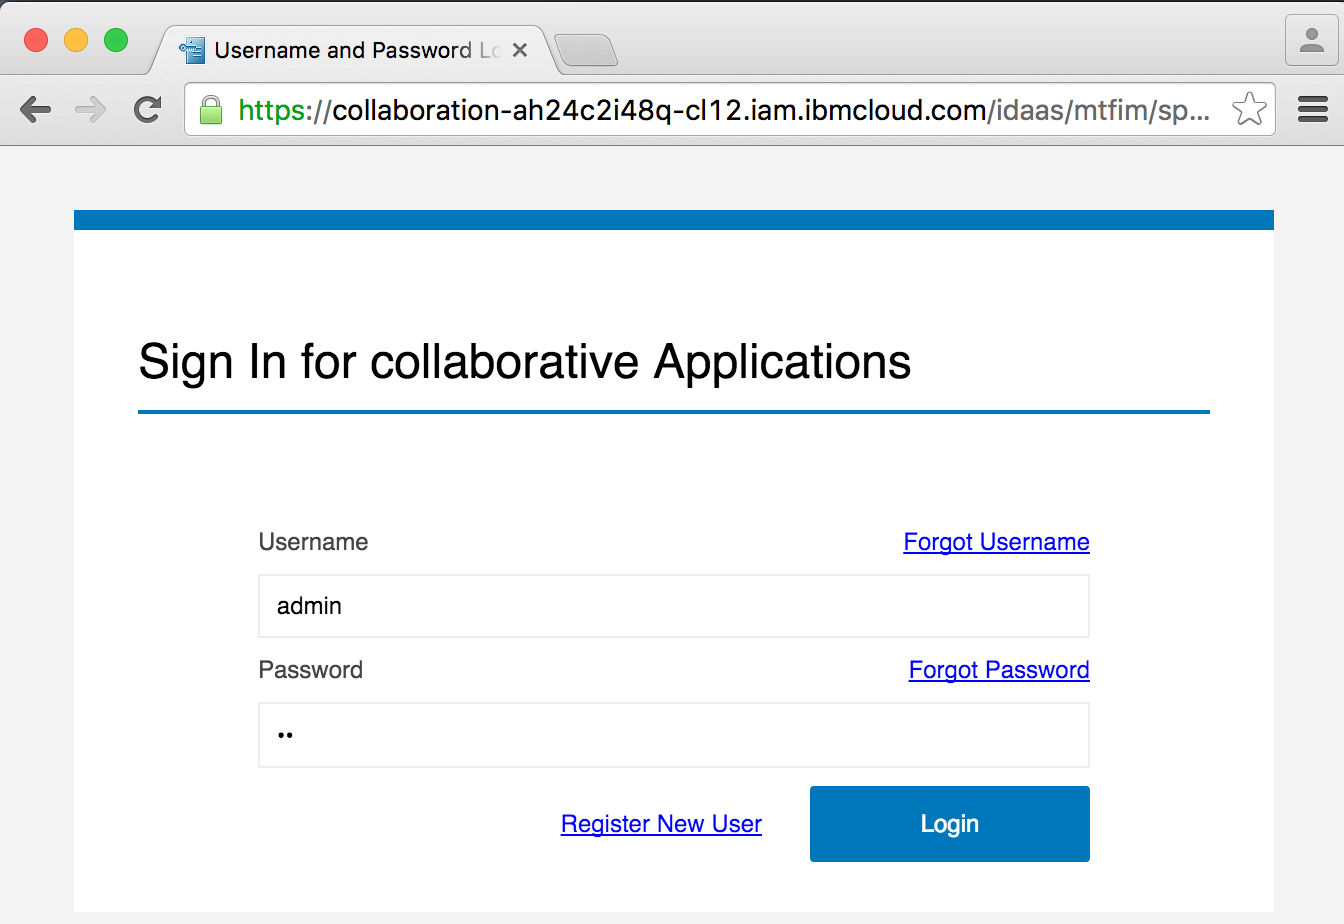 Username and Password Lo
https://collaboration-ah24c2i48q-cl12.iam.ibmcloud.com/idaas/mtfim/sp...
Sign In for collaborative Applications
Username Forgot Username
admin
Password Forgot Password
••
Register New User Login